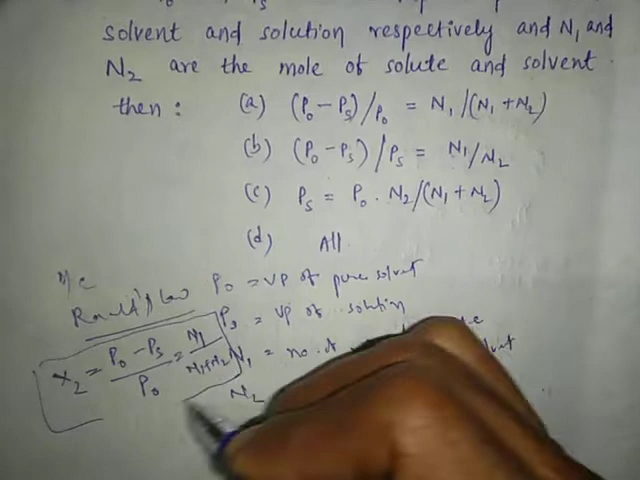 solvent and solution respectively and N₁ and
N₂ are the mole of solute and solvent
then : (a) (P₀ - Pₛ)/P₀ = N₁/(N₁ + N₂)
(b) (P₀ - Pₛ)/Pₛ = N₁/N₂
(c) Pₛ = P₀ . N₂/(N₁ + N₂)
(d) All
Raoult's Law P₀ = VP of pure solvent
Pₛ = VP of solution
X₂ = P₀ - Pₛ / P₀ = N₁ / N₁+N₂
N₁ = no. of
N₂